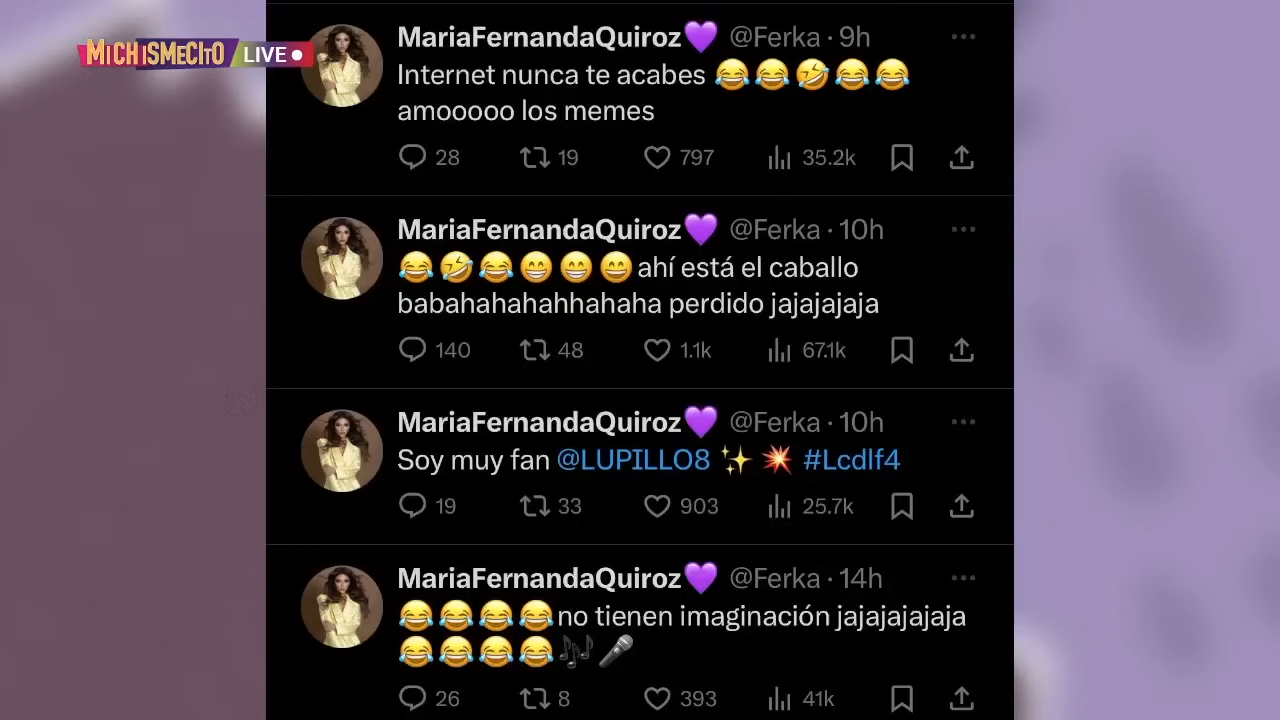 MICHISMECITO LIVE
MariaFernandaQuiroz💜 @Ferka · 9h
Internet nunca te acabes 😂😂🤣😂😂
amooooo los memes
28 19 797 35.2k
MariaFernandaQuiroz💜 @Ferka · 10h
😂🤣😂😁😁😁ahí está el caballo
babahahahahhahaha perdido jajajajaja
140 48 1.1k 67.1k
MariaFernandaQuiroz💜 @Ferka · 10h
Soy muy fan @LUPILLO8 ✨💥 #Lcdlf4
19 33 903 25.7k
MariaFernandaQuiroz💜 @Ferka · 14h
😂😂😂😂no tienen imaginación jajajajajaja
😂😂😂😂🎶🎤
26 8 393 41k